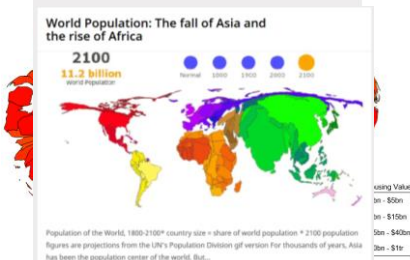 World Population: The fall of Asia and
the rise of Africa
2100
11.2 billion
World Population
Normal 1800 1900 2000 2100
Population of the World, 1800-2100* country size = share of world population * 2100 population
figures are projections from the UN's Population Division gif version For thousands of years, Asia
has been the population center of the world. But...
using Value
bn - $5bn
bn - $15bn
5bn - $40bn
0bn - $1tr